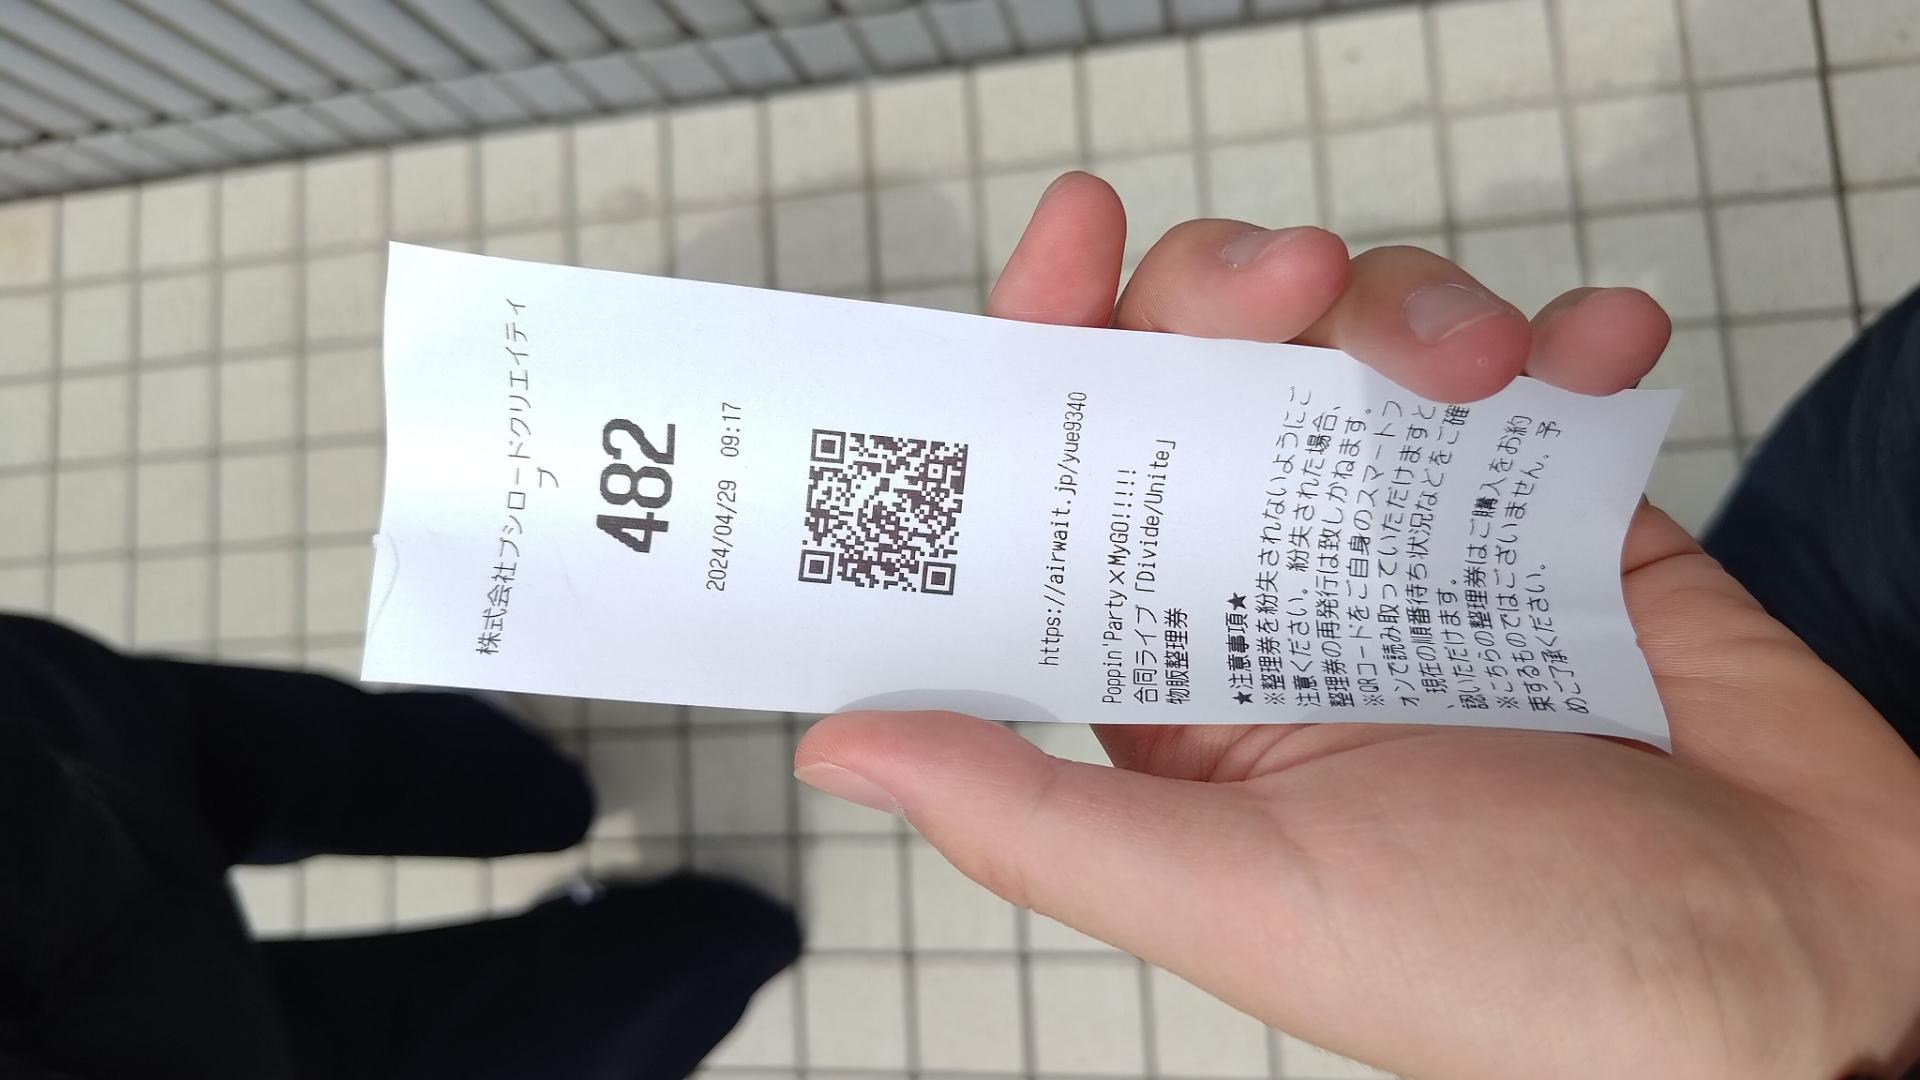 株式会社ブシロードクリエイティ
ブ
482
2024/04/29 09:17
https://airwait.jp/yue9340
Poppin'Party×MyGO!!!!!
合同ライブ「Divide/Unite」
物販整理券
★注意事項★
※整理券を紛失されないようにご
注意ください。紛失された場合、
整理券の再発行は致しかねます。
※QRコードをご自身のスマートフ
ォンで読み取っていただけますと
、現在の順番待ち状況などをご確
認いただけます。
※こちらの整理券はご購入をお約
束するものではございません。予
めご了承ください。